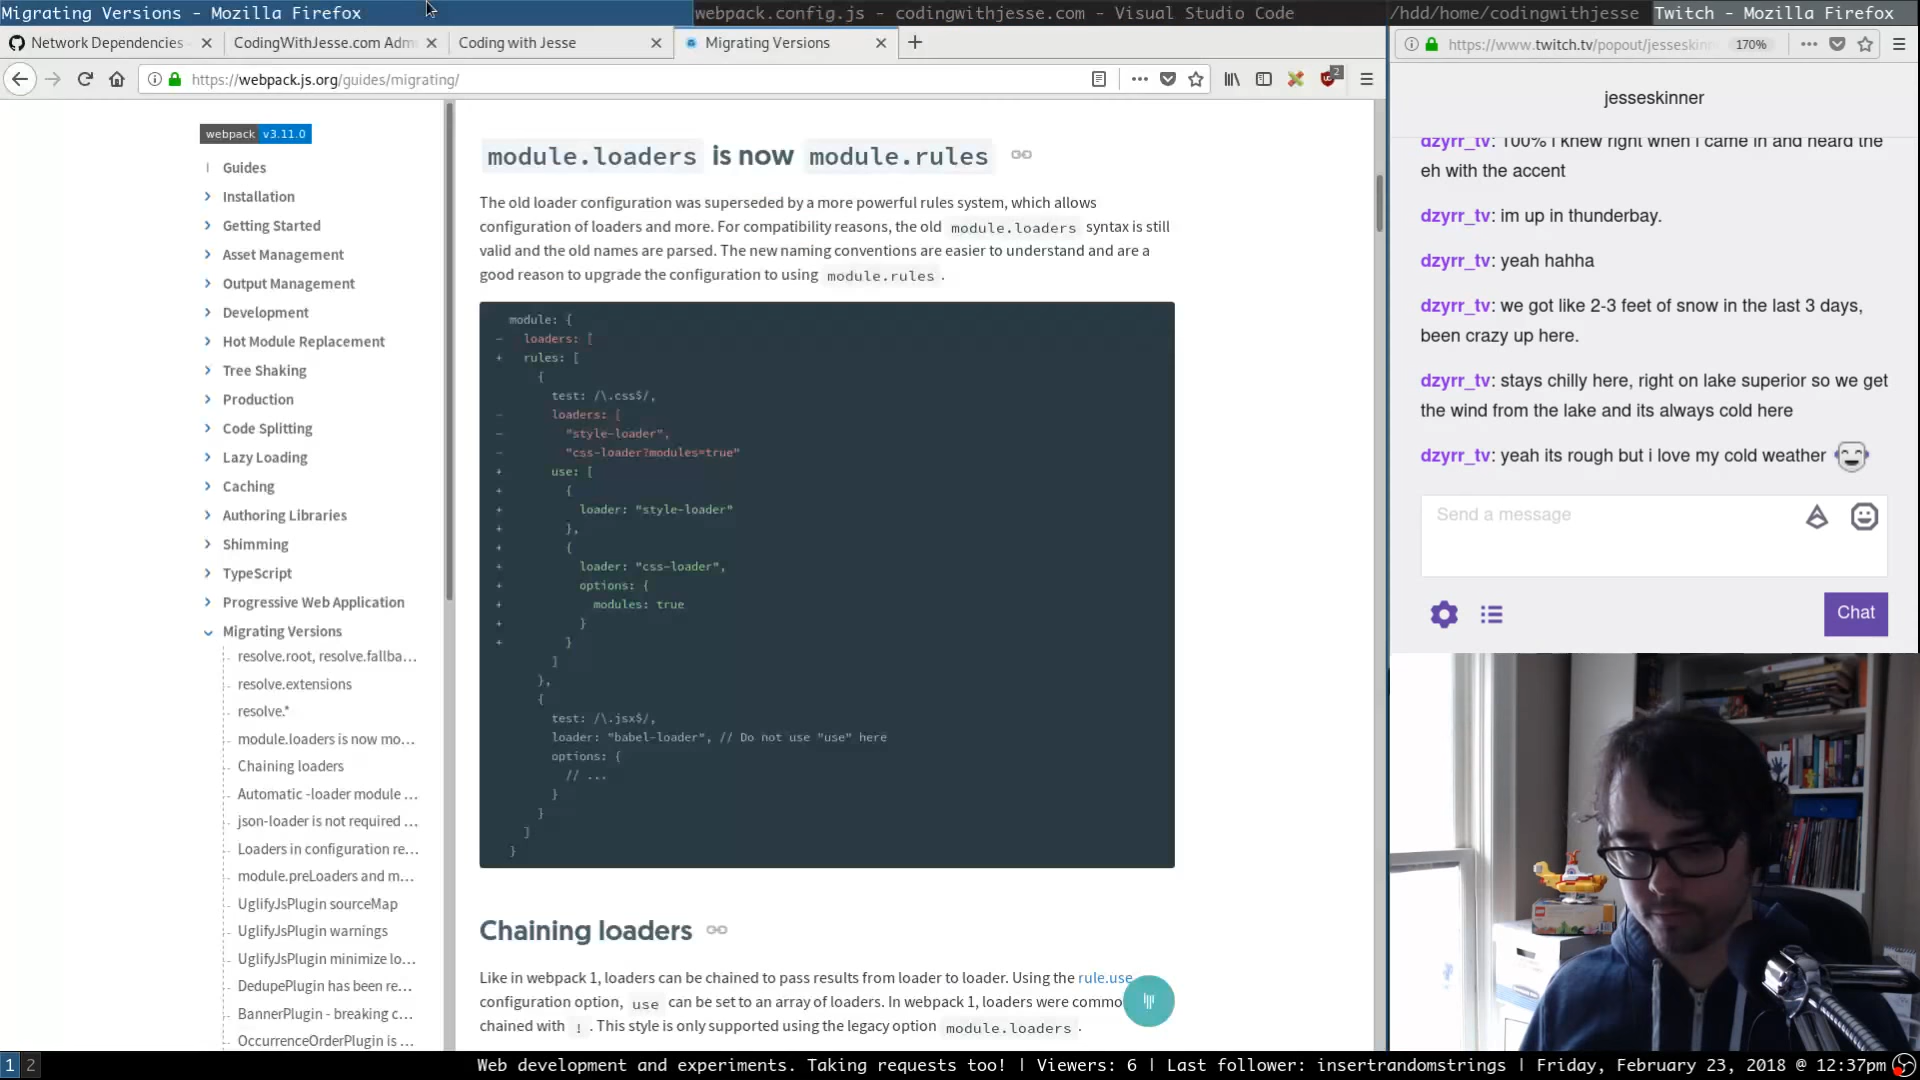 Migrating Versions - Mozilla Firefox
webpack.config.js - codingwithjesse.com - Visual Studio Code
/hdd/home/codingwithjesse
Twitch - Mozilla Firefox
Network Dependencies
CodingWithJesse.com Adm
Coding with Jesse
Migrating Versions
https://webpack.js.org/guides/migrating/
2
https://www.twitch.tv/popout/jesseskinn
170%
webpack v3.11.0
Guides
Installation
Getting Started
Asset Management
Output Management
Development
Hot Module Replacement
Tree Shaking
Production
Code Splitting
Lazy Loading
Caching
Authoring Libraries
Shimming
TypeScript
Progressive Web Application
Migrating Versions
resolve.root, resolve.fallba…
resolve.extensions
resolve.*
module.loaders is now mo…
Chaining loaders
Automatic -loader module …
json-loader is not required …
Loaders in configuration re…
module.preLoaders and m…
UglifyJsPlugin sourceMap
UglifyJsPlugin warnings
UglifyJsPlugin minimize lo…
DedupePlugin has been re…
BannerPlugin - breaking c…
OccurrenceOrderPlugin is …
module.loaders is now module.rules
The old loader configuration was superseded by a more powerful rules system, which allows
configuration of loaders and more. For compatibility reasons, the old module.loaders syntax is still
valid and the old names are parsed. The new naming conventions are easier to understand and are a
good reason to upgrade the configuration to using module.rules .
module: {
- loaders: [
+ rules: [
{
test: /\.css$/,
- loaders: [
- "style-loader",
- "css-loader?modules=true"
+ use: [
+ {
+ loader: "style-loader"
+ },
+ {
+ loader: "css-loader",
+ options: {
+ modules: true
+ }
+ }
]
},
{
test: /\.jsx$/,
loader: "babel-loader", // Do not use "use" here
options: {
// ...
}
}
]
}
Chaining loaders
Like in webpack 1, loaders can be chained to pass results from loader to loader. Using the rule.use
configuration option, use can be set to an array of loaders. In webpack 1, loaders were commo
chained with ! . This style is only supported using the legacy option module.loaders .
jesseskinner
dzyrr_tv: 100% i knew right when i came in and heard the
eh with the accent
dzyrr_tv: im up in thunderbay.
dzyrr_tv: yeah hahha
dzyrr_tv: we got like 2-3 feet of snow in the last 3 days,
been crazy up here.
dzyrr_tv: stays chilly here, right on lake superior so we get
the wind from the lake and its always cold here
dzyrr_tv: yeah its rough but i love my cold weather
Send a message
Chat
1 2
Web development and experiments. Taking requests too! | Viewers: 6 | Last follower: insertrandomstrings | Friday, February 23, 2018 @ 12:37pm